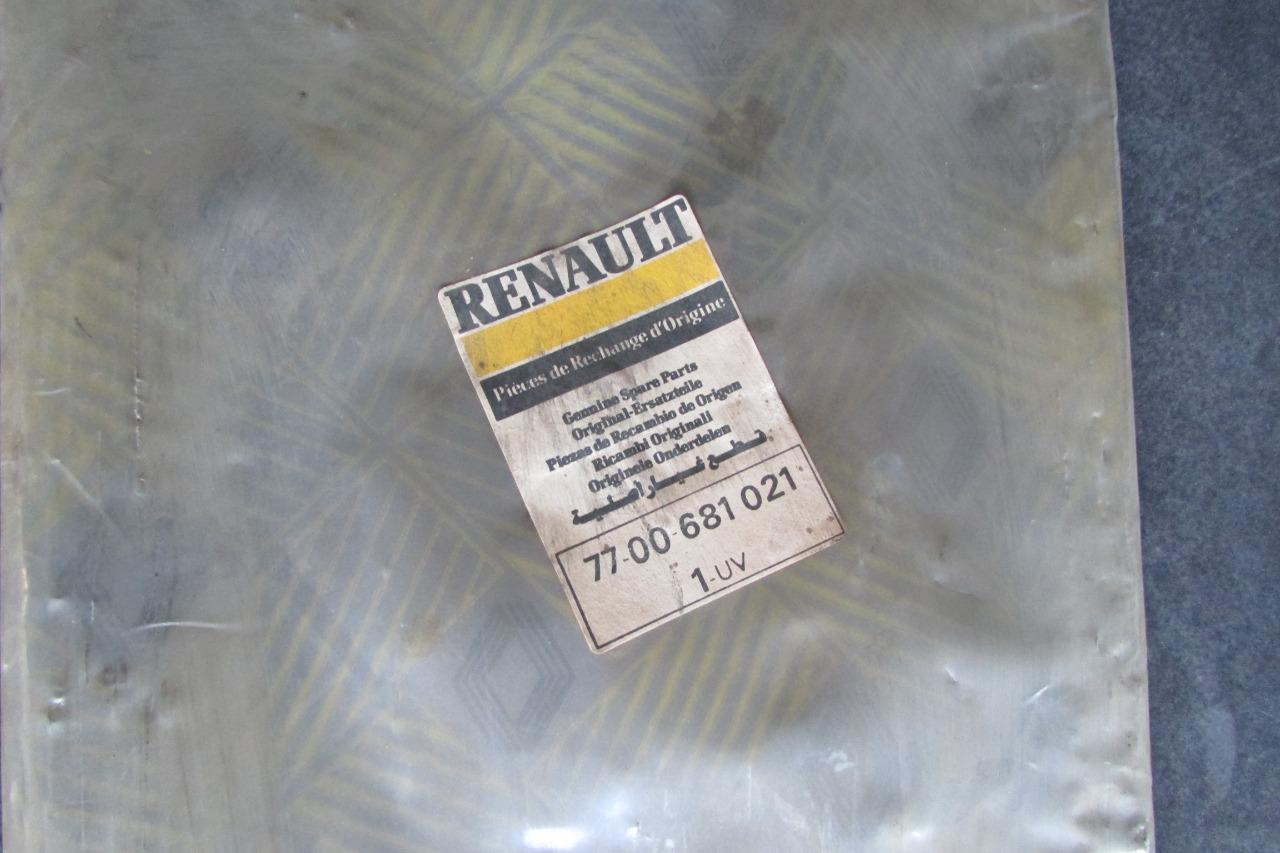 RENAULT
Pièces de Rechange d'Origine
Genuine Spare Parts
Original-Ersatzteile
Piezas de Recambio de Origen
Ricambi Originali
Originele Onderdelen
قطع غيار أصلية
77-00-681 021
1-UV